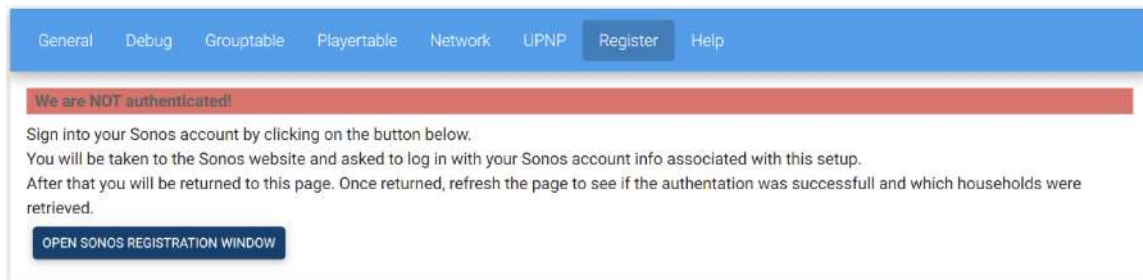 General Debug Grouptable Playertable Network UPNP Register Help
We are NOT authenticated!
Sign into your Sonos account by clicking on the button below.
You will be taken to the Sonos website and asked to log in with your Sonos account info associated with this setup.
After that you will be returned to this page. Once returned, refresh the page to see if the authentation was successfull and which households were
retrieved.
OPEN SONOS REGISTRATION WINDOW